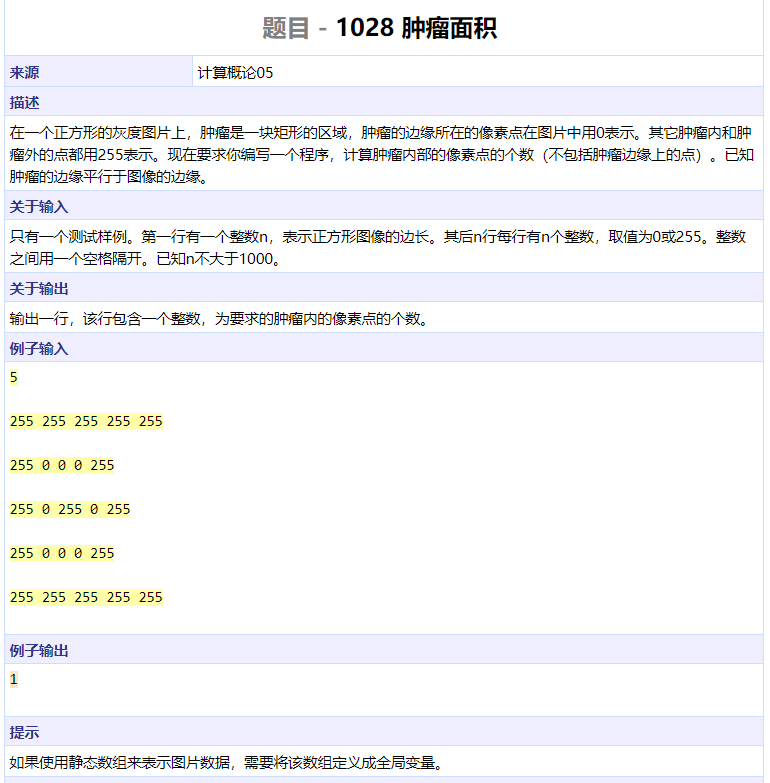 题目 - 1028 肿瘤面积
来源
计算概论05
描述
在一个正方形的灰度图片上，肿瘤是一块矩形的区域，肿瘤的边缘所在的像素点在图片中用0表示。其它肿瘤内和肿
瘤外的点都用255表示。现在要求你编写一个程序，计算肿瘤内部的像素点的个数（不包括肿瘤边缘上的点）。已知
肿瘤的边缘平行于图像的边缘。
关于输入
只有一个测试样例。第一行有一个整数n，表示正方形图像的边长。其后n行每行有n个整数，取值为0或255。整数
之间用一个空格隔开。已知n不大于1000。
关于输出
输出一行，该行包含一个整数，为要求的肿瘤内的像素点的个数。
例子输入
5
255 255 255 255 255
255 0 0 0 255
255 0 255 0 255
255 0 0 0 255
255 255 255 255 255
例子输出
1
提示
如果使用静态数组来表示图片数据，需要将该数组定义成全局变量。